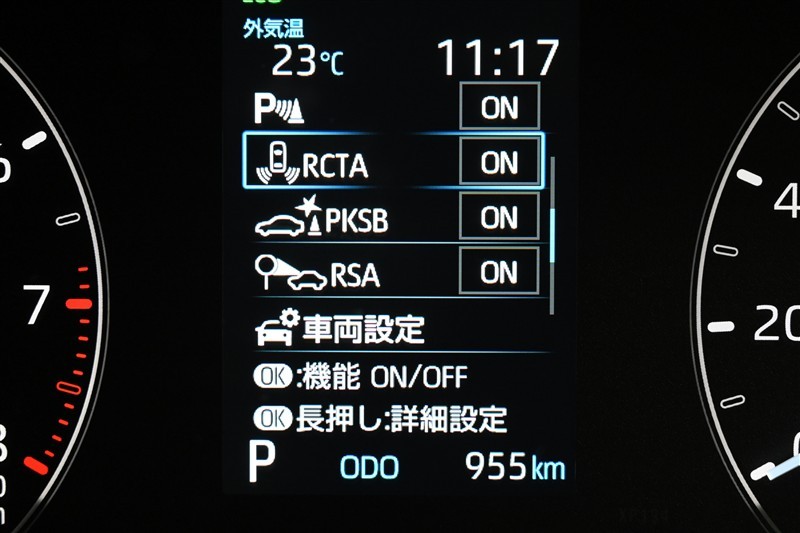 外気温
23℃ 11:17
P ON
RCTA ON
PKSB ON
RSA ON
車両設定
OK:機能 ON/OFF
OK長押し:詳細設定
P ODO 955km
7
20
4